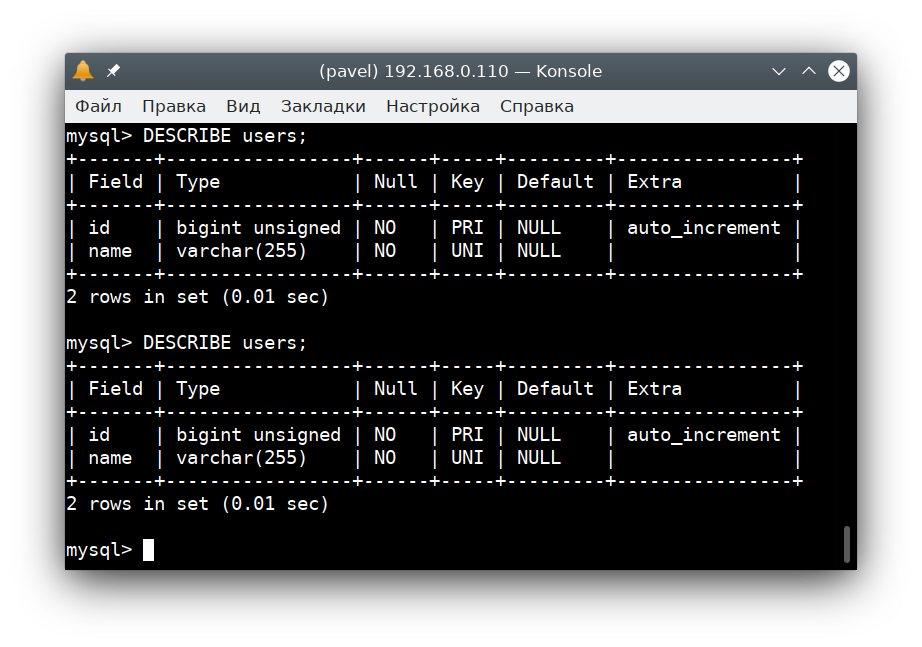 (pavel) 192.168.0.110 — Konsole
Файл Правка Вид Закладки Настройка Справка
mysql> DESCRIBE users;
+-------+-----------------+------+-----+---------+----------------+
| Field | Type            | Null | Key | Default | Extra          |
+-------+-----------------+------+-----+---------+----------------+
| id    | bigint unsigned | NO   | PRI | NULL    | auto_increment |
| name  | varchar(255)    | NO   | UNI | NULL    |                |
+-------+-----------------+------+-----+---------+----------------+
2 rows in set (0.01 sec)
mysql> DESCRIBE users;
+-------+-----------------+------+-----+---------+----------------+
| Field | Type            | Null | Key | Default | Extra          |
+-------+-----------------+------+-----+---------+----------------+
| id    | bigint unsigned | NO   | PRI | NULL    | auto_increment |
| name  | varchar(255)    | NO   | UNI | NULL    |                |
+-------+-----------------+------+-----+---------+----------------+
2 rows in set (0.01 sec)
mysql>